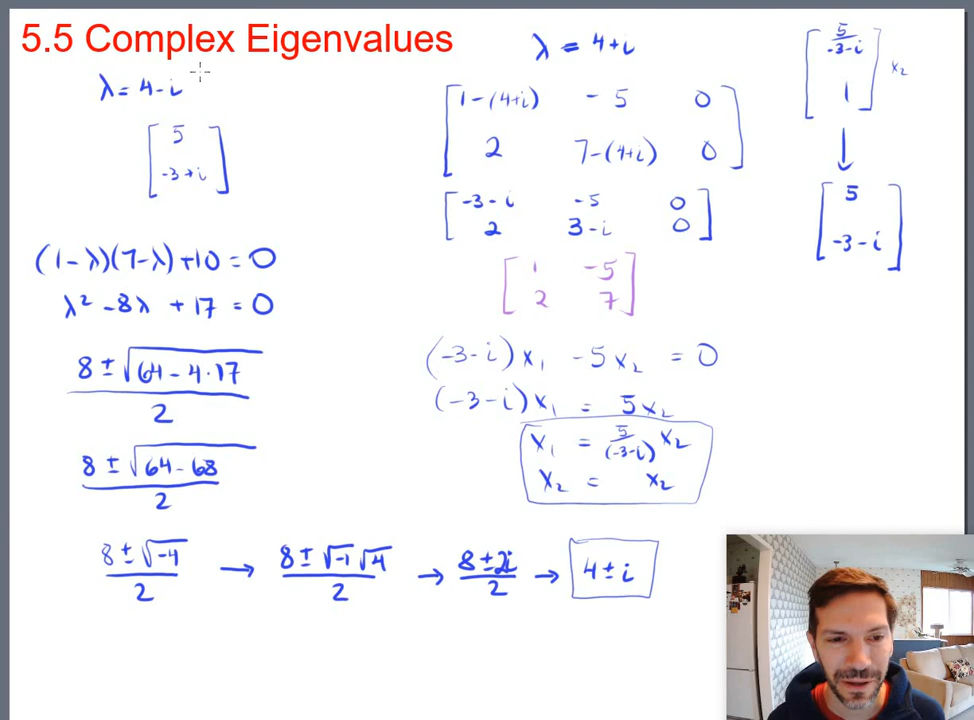 5.5 Complex Eigenvalues
λ = 4-i
[ 5 ]
[ -3+i ]
(1-λ)(7-λ) +10 = 0
λ² -8λ +17 = 0
8 ± √(64-4·17)
2
8 ± √(64-68)
2
8 ± √-4 / 2 → 8 ± √-1 √4 / 2 → 8 ± 2i / 2 → 4 ± i
λ = 4+i
[ 1-(4+i) -5 0 ]
[ 2 7-(4+i) 0 ]
[ -3-i -5 0 ]
[ 2 3-i 0 ]
[ 1 -5 ]
[ 2 7 ]
(-3-i) x₁ -5x₂ = 0
(-3-i) x₁ = 5x₂
x₁ = 5/(-3-i) x₂
x₂ = x₂
[ 5/-3-i ]
[ 1 ] x₂
↓
[ 5 ]
[ -3-i ]